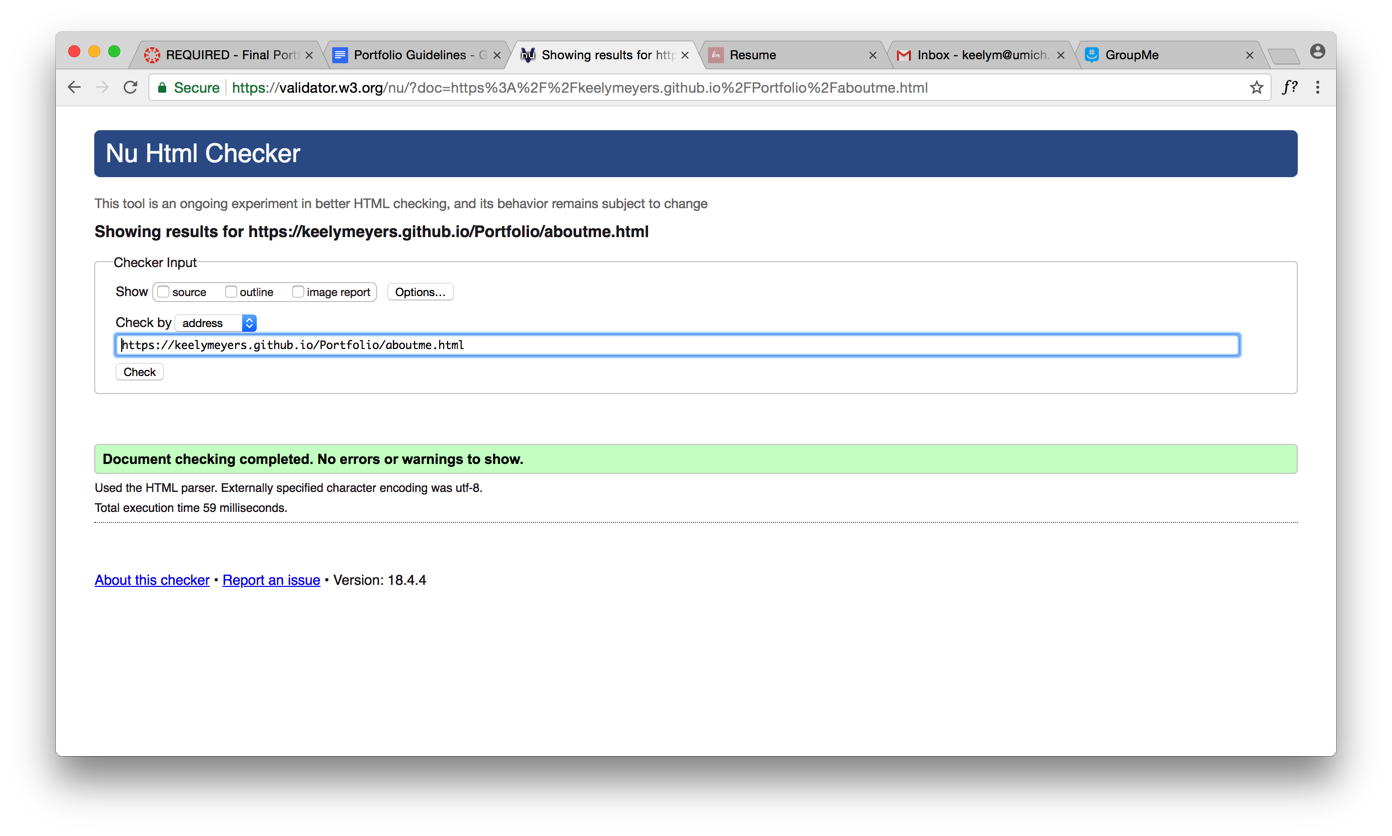 REQUIRED - Final Port
Portfolio Guidelines - G
Showing results for http
Resume
Inbox - keelym@umich.
GroupMe
Secure https://validator.w3.org/nu/?doc=https%3A%2F%2Fkeelymeyers.github.io%2FPortfolio%2Faboutme.html
f?
Nu Html Checker
This tool is an ongoing experiment in better HTML checking, and its behavior remains subject to change
Showing results for https://keelymeyers.github.io/Portfolio/aboutme.html
Checker Input
Show source outline image report Options...
Check by address
https://keelymeyers.github.io/Portfolio/aboutme.html
Check
Document checking completed. No errors or warnings to show.
Used the HTML parser. Externally specified character encoding was utf-8.
Total execution time 59 milliseconds.
About this checker • Report an issue • Version: 18.4.4